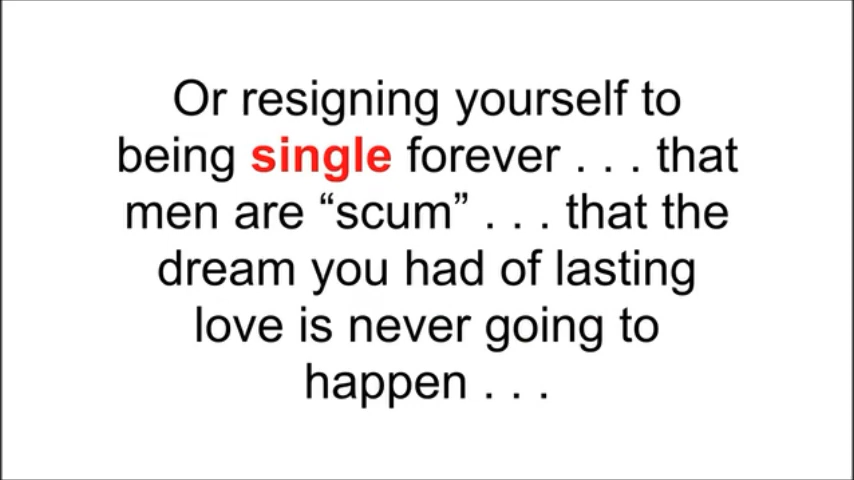 Or resigning yourself to
being single forever . . . that
men are “scum” . . . that the
dream you had of lasting
love is never going to
happen . . .